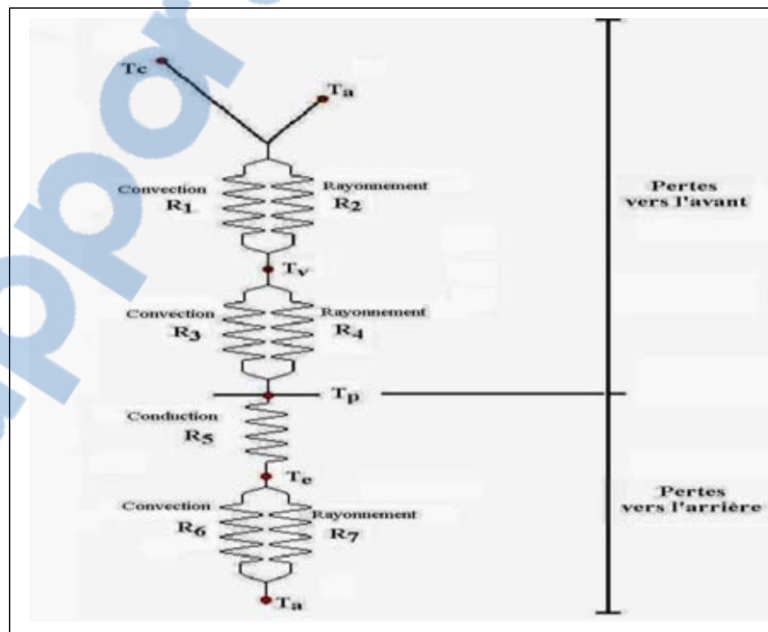 Tc
Ta
Convection
R1
Rayonnement
R2
Pertes
vers l'avant
Tv
Convection
R3
Rayonnement
R4
Tp
Conduction
R5
Te
Convection
R6
Rayonnement
R7
Pertes
vers l'arrière
Ta